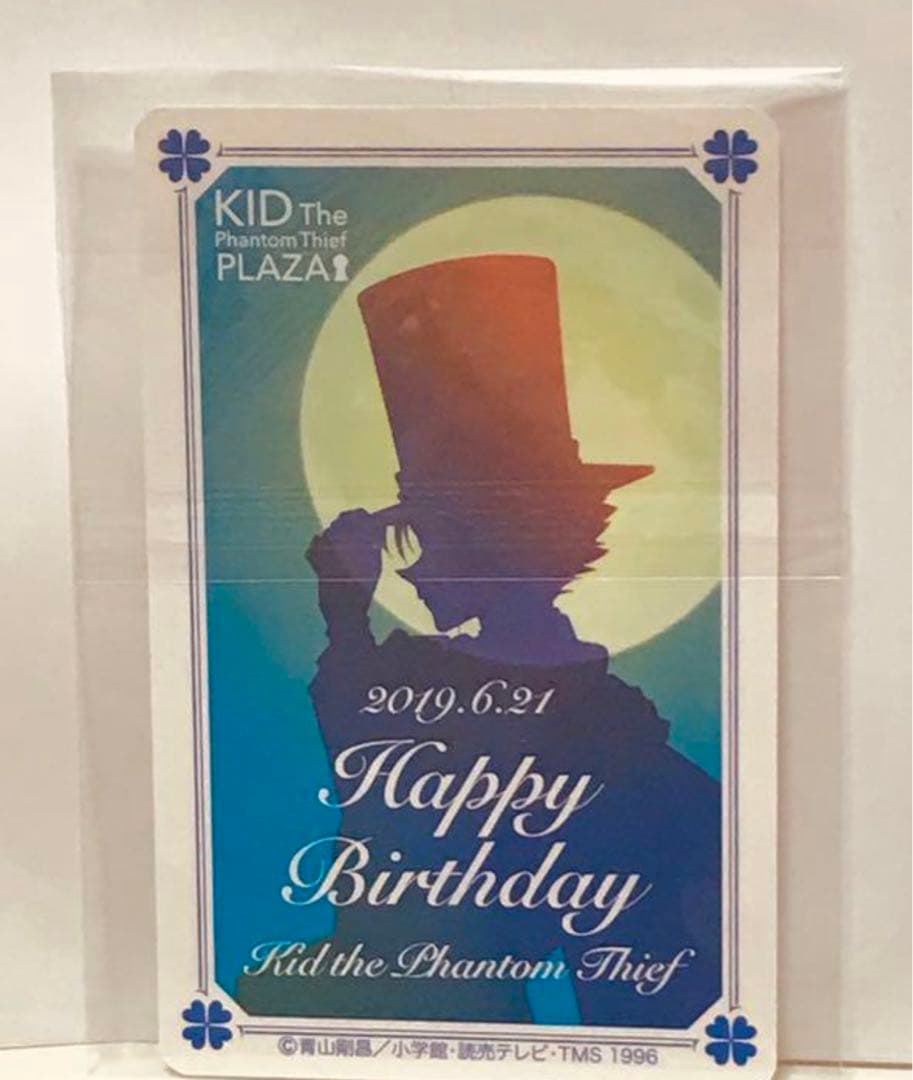 KID The
Phantom Thief
PLAZA
2019.6.21
Happy
Birthday
Kid the Phantom Thief
©青山剛昌／小学館・読売テレビ・TMS 1996